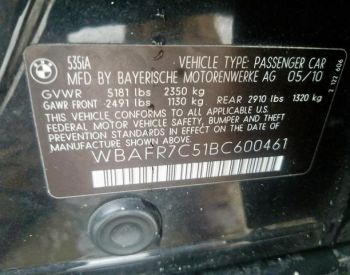 535iA VEHICLE TYPE: PASSENGER CAR
MFD BY BAYERISCHE MOTORENWERKE AG 05/10
GVWR 5181 lbs 2350 kg
GAWR FRONT 2491 lbs 1130 kg REAR 2910 lbs 1320 kg
THIS VEHICLE CONFORMS TO ALL APPLICABLE
FEDERAL MOTOR VEHICLE SAFETY, BUMPER, AND
THEFT PREVENTION STANDARDS IN EFFECT ON THE
DATE OF MANUFACTURE SHOWN ABOVE.
WBAFR7C51BC600461